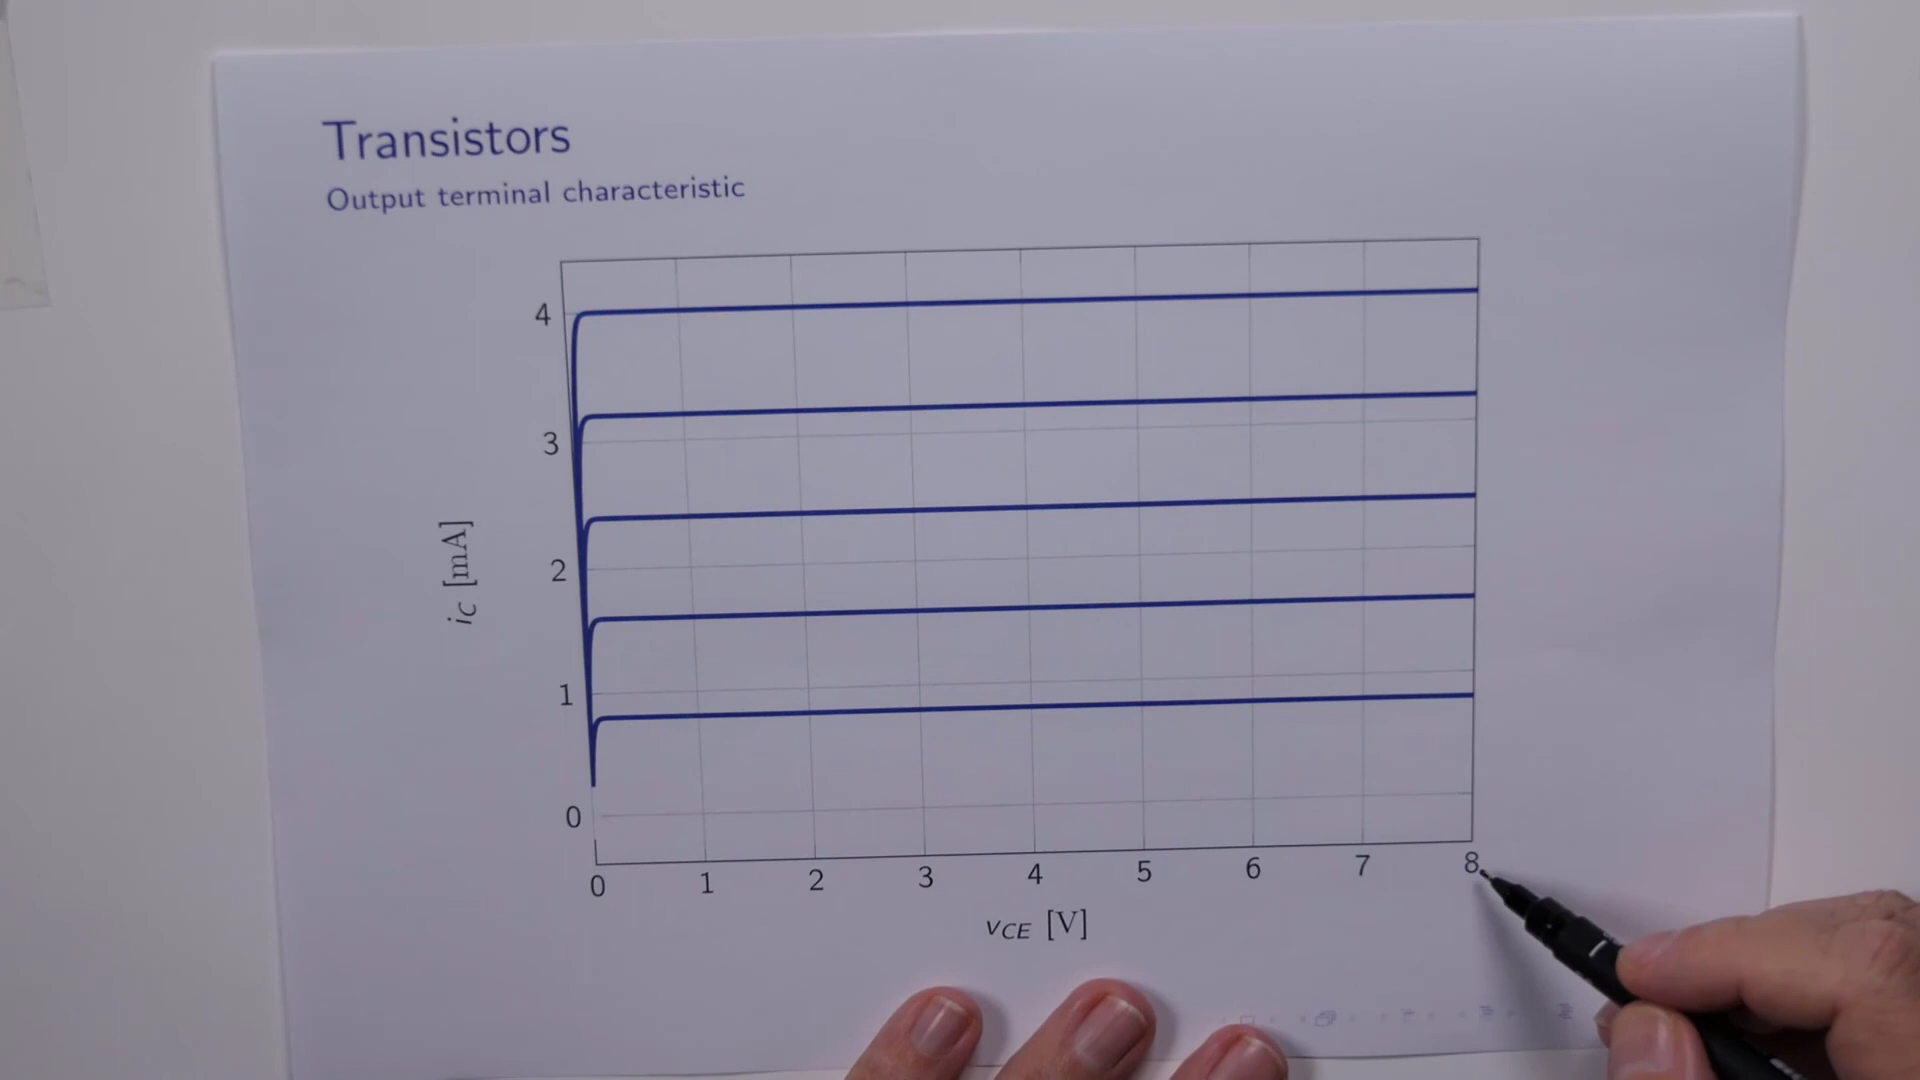 Transistors
Output terminal characteristic
4
3
2
1
0
i_C [mA]
0 1 2 3 4 5 6 7 8
v_CE [V]